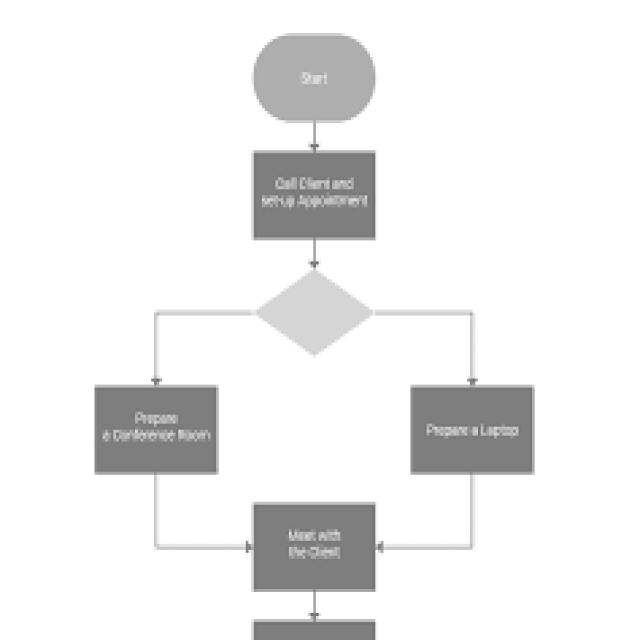 Start
Call Client and
set-up Appointment
Prepare
a Conference Room
Prepare a Laptop
Meet with
the Client